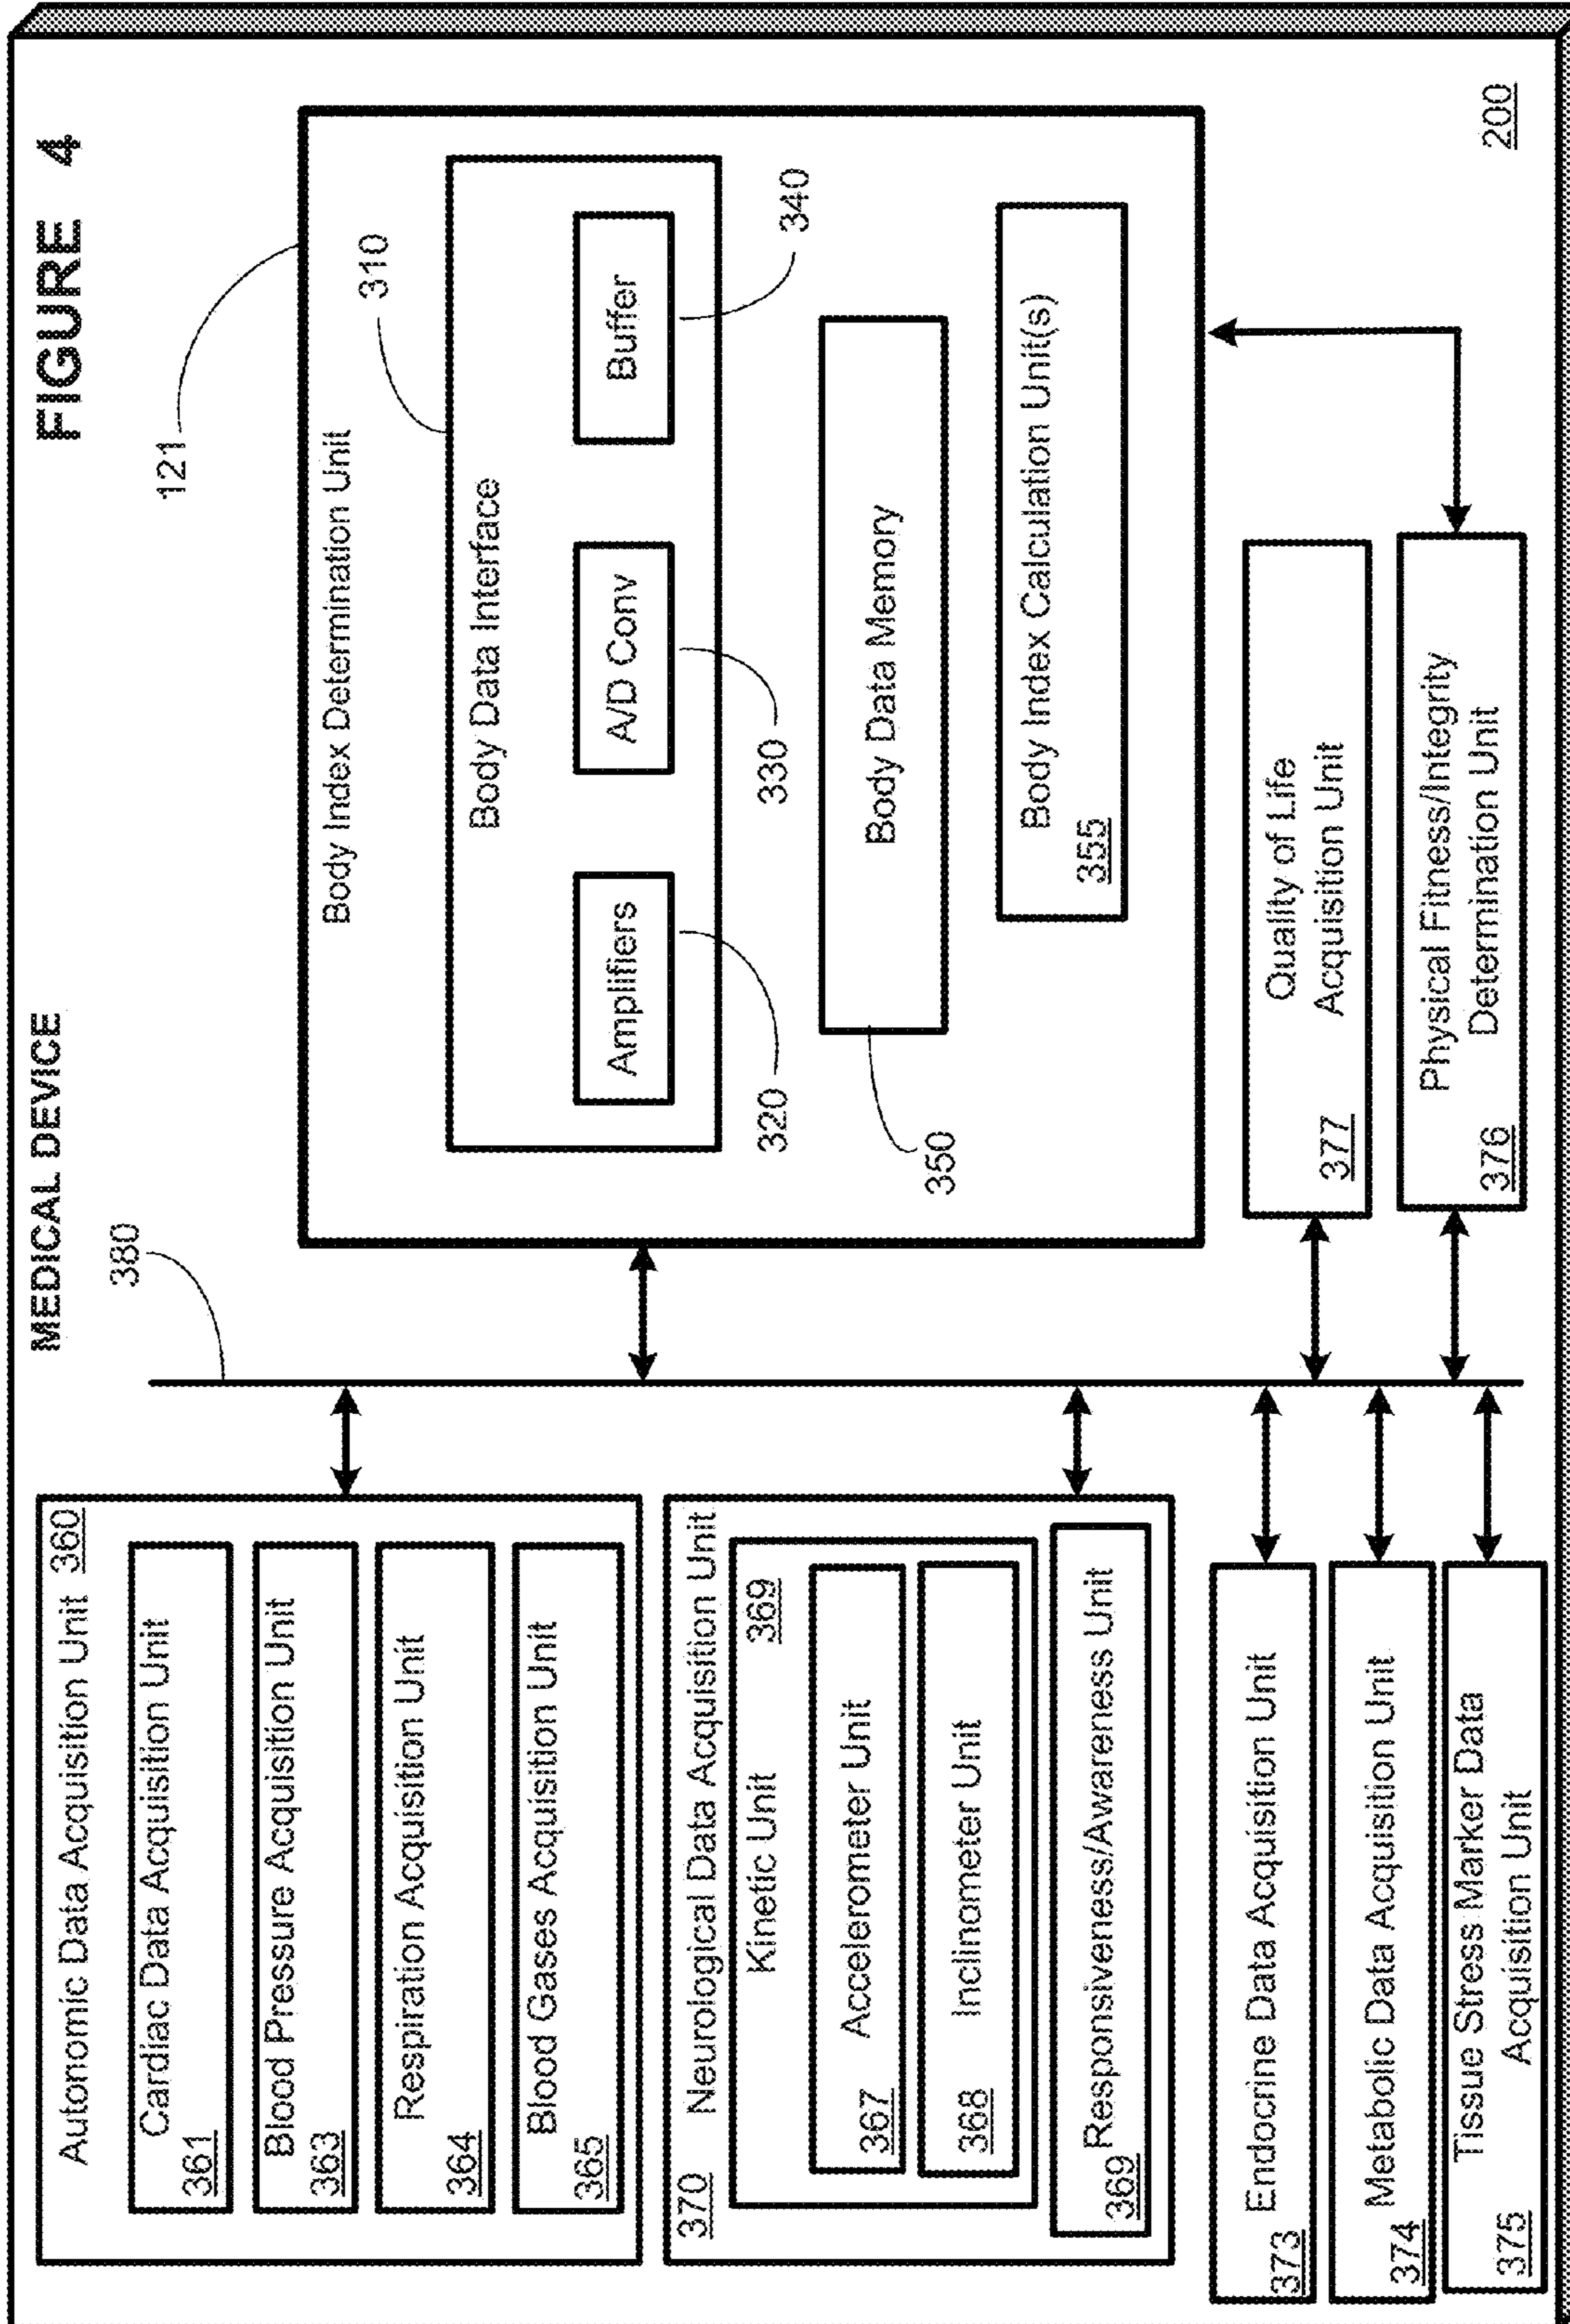 FIGURE 4
MEDICAL DEVICE
200
380
121
Autonomic Data Acquisition Unit 360
Cardiac Data Acquisition Unit
361
Blood Pressure Acquisition Unit
363
Respiration Acquisition Unit
364
Blood Gases Acquisition Unit
365
Neurological Data Acquisition Unit
370
Kinetic Unit 369
Accelerometer Unit
367
Inclinometer Unit
368
Responsiveness/Awareness Unit
369
Endocrine Data Acquisition Unit
373
Metabolic Data Acquisition Unit
374
Tissue Stress Marker Data
Acquisition Unit
375
Body Index Determination Unit
310
Body Data Interface
Amplifiers
A/D Conv
Buffer
320
330
340
Body Data Memory
350
Body Index Calculation Unit(s)
355
Quality of Life
Acquisition Unit
377
Physical Fitness/Integrity
Determination Unit
376